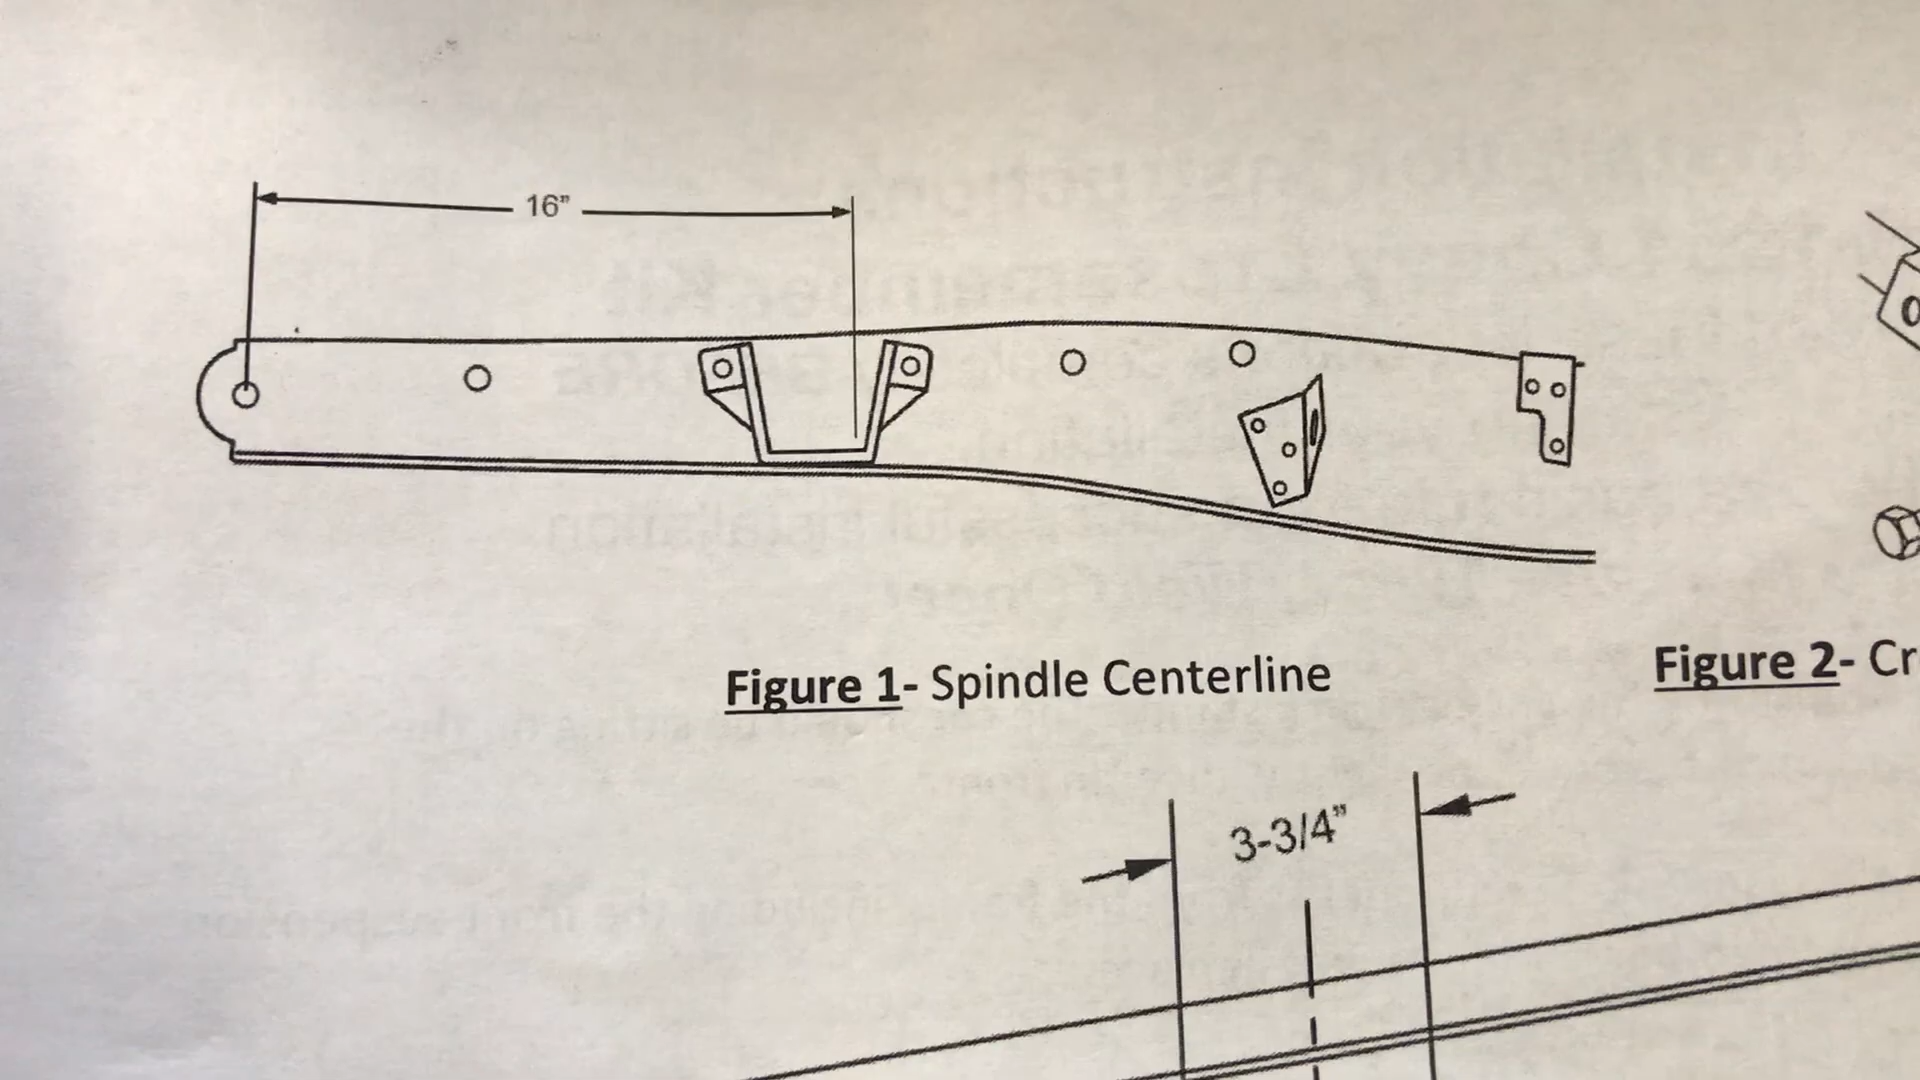 16”
Figure 1- Spindle Centerline
Figure 2- Cr
3-3/4”